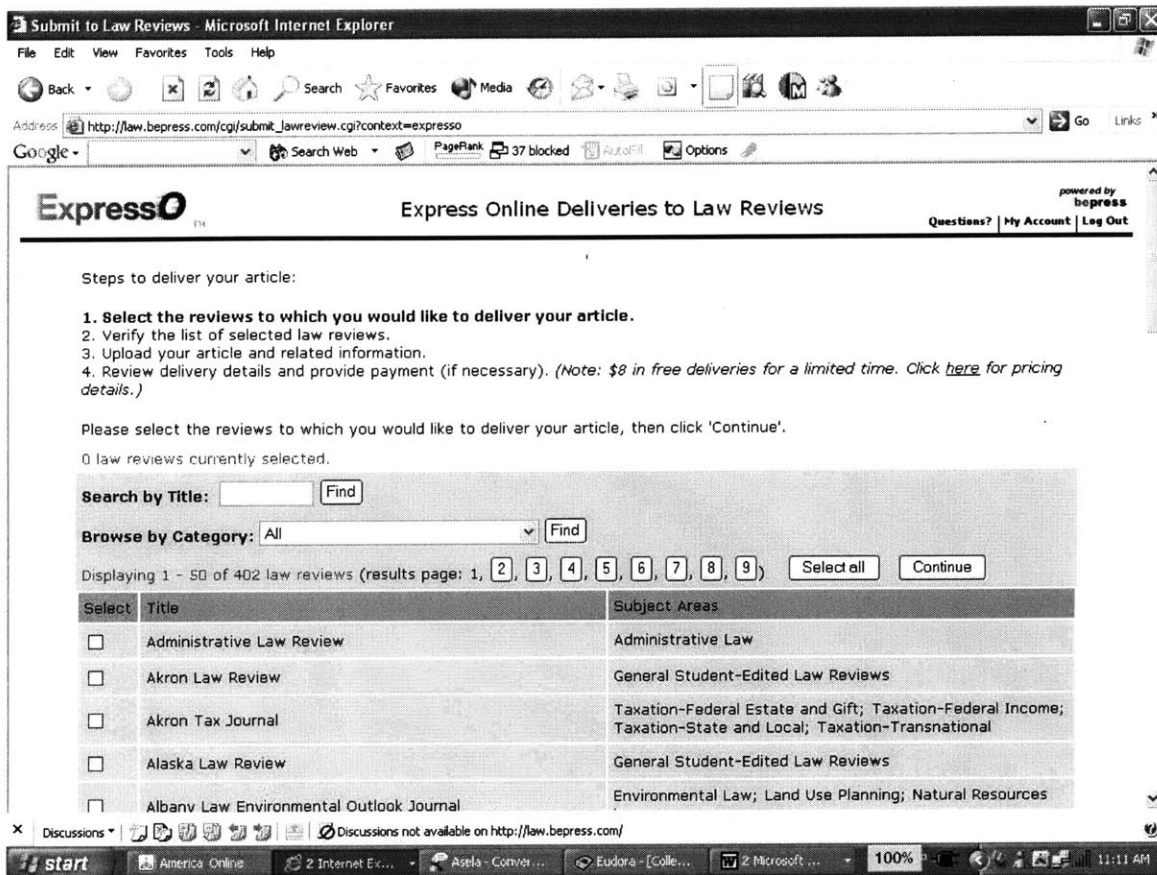 Submit to Law Reviews - Microsoft Internet Explorer
File Edit View Favorites Tools Help
Back Search Favorites Media
Address http://law.bepress.com/cgi/submit_lawreview.cgi?context=expresso Go Links »
Google Search Web PageRank 37 blocked AutoFill Options
ExpressO TM Express Online Deliveries to Law Reviews powered by bepress
Questions? | My Account | Log Out
Steps to deliver your article:
1. Select the reviews to which you would like to deliver your article.
2. Verify the list of selected law reviews.
3. Upload your article and related information.
4. Review delivery details and provide payment (if necessary). (Note: $8 in free deliveries for a limited time. Click here for pricing
details.)
Please select the reviews to which you would like to deliver your article, then click 'Continue'.
0 law reviews currently selected.
Search by Title: Find
Browse by Category: All Find
Displaying 1 - 50 of 402 law reviews (results page: 1, 2, 3, 4, 5, 6, 7, 8, 9) Select all Continue
Select Title Subject Areas
Administrative Law Review Administrative Law
Akron Law Review General Student-Edited Law Reviews
Akron Tax Journal Taxation-Federal Estate and Gift; Taxation-Federal Income;
Taxation-State and Local; Taxation-Transnational
Alaska Law Review General Student-Edited Law Reviews
Albany Law Environmental Outlook Journal Environmental Law; Land Use Planning; Natural Resources
Discussions Discussions not available on http://law.bepress.com/
start America Online 2 Internet Ex... Asela - Conver... Eudora - [Colle... 2 Microsoft ... 100% 11:11 AM